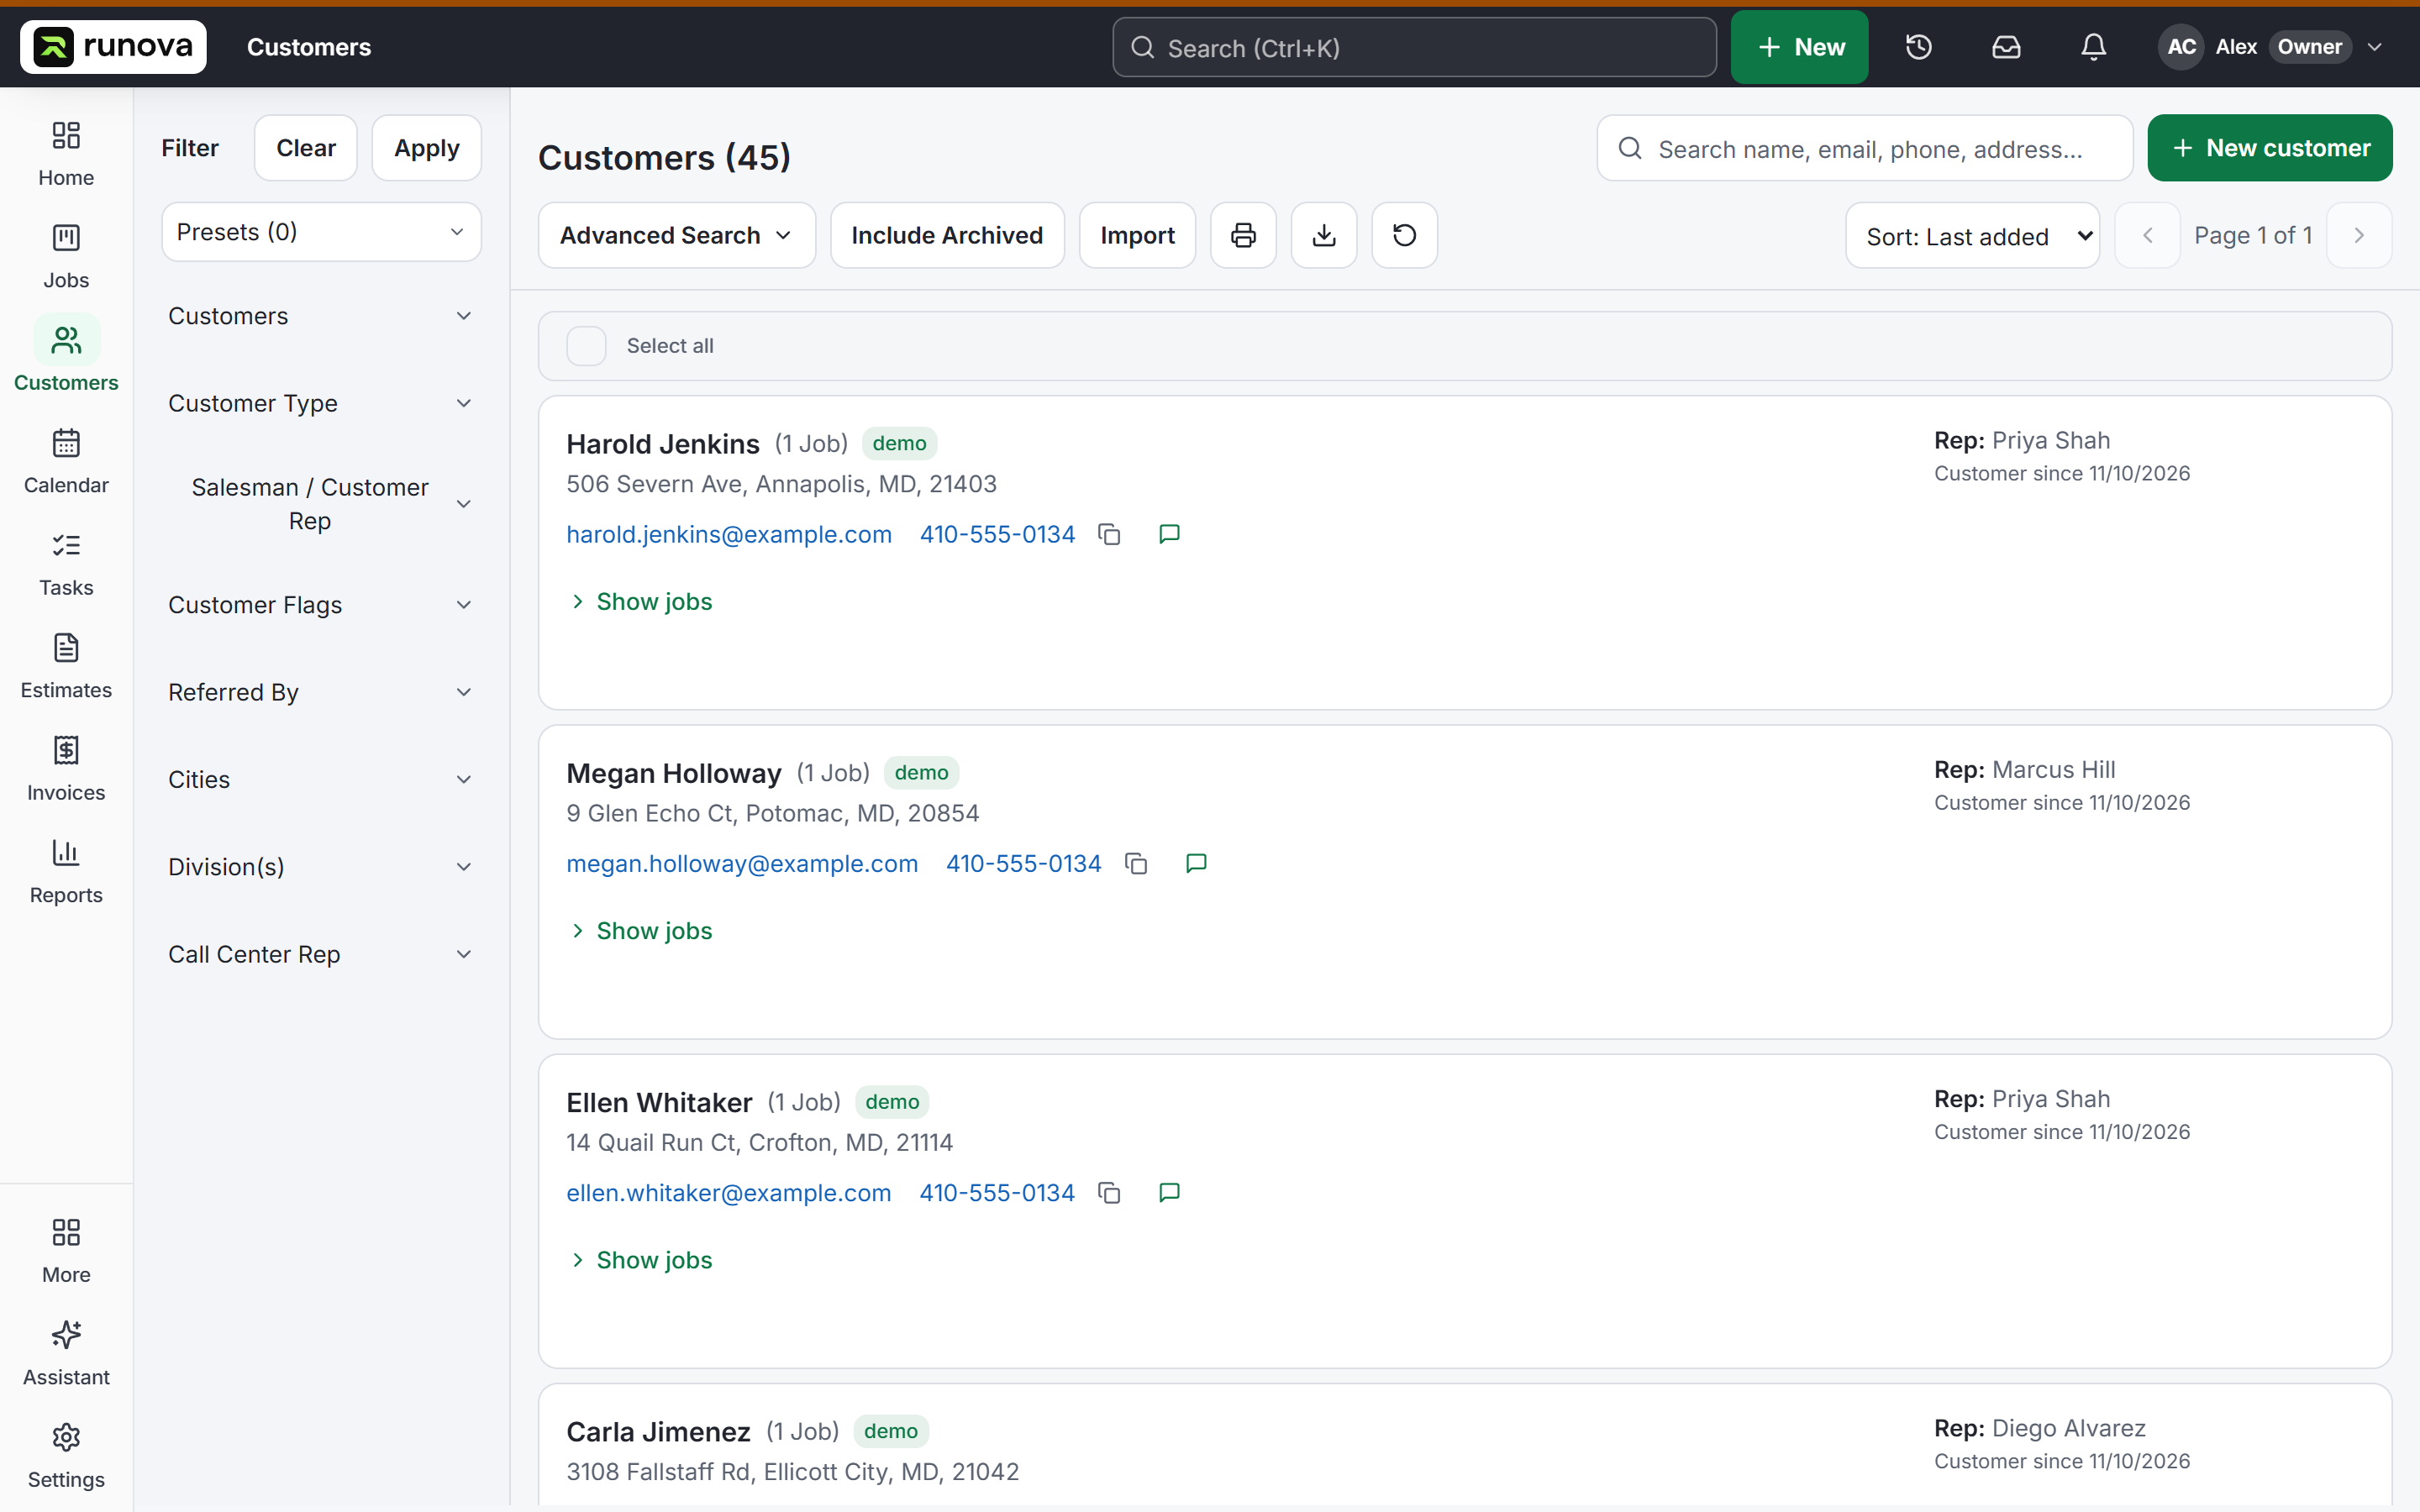 runova
Customers
Search (Ctrl+K)
New
AC Alex Owner
Home
Jobs
Customers
Calendar
Tasks
Estimates
Invoices
Reports
More
Assistant
Settings
Filter
Clear
Apply
Presets (0)
Customers
Customer Type
Salesman / Customer
Rep
Customer Flags
Referred By
Cities
Division(s)
Call Center Rep
Customers (45)
Search name, email, phone, address...
New customer
Advanced Search
Include Archived
Import
Sort: Last added
Page 1 of 1
Select all
Harold Jenkins (1 Job) demo
506 Severn Ave, Annapolis, MD, 21403
harold.jenkins@example.com 410-555-0134
Show jobs
Rep: Priya Shah
Customer since 11/10/2026
Megan Holloway (1 Job) demo
9 Glen Echo Ct, Potomac, MD, 20854
megan.holloway@example.com 410-555-0134
Show jobs
Rep: Marcus Hill
Customer since 11/10/2026
Ellen Whitaker (1 Job) demo
14 Quail Run Ct, Crofton, MD, 21114
ellen.whitaker@example.com 410-555-0134
Show jobs
Rep: Priya Shah
Customer since 11/10/2026
Carla Jimenez (1 Job) demo
3108 Fallstaff Rd, Ellicott City, MD, 21042
Rep: Diego Alvarez
Customer since 11/10/2026